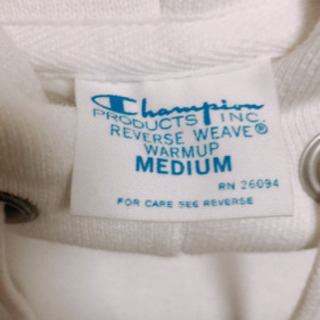 Champion
PRODUCTS INC.
REVERSE WEAVE®
WARMUP
MEDIUM
RN 26094
FOR CARE SEE REVERSE